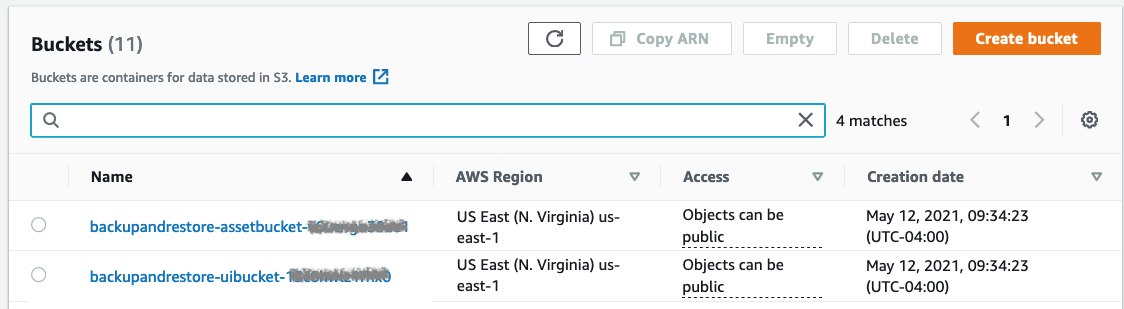 Buckets (11)
Copy ARN
Empty
Delete
Create bucket
Buckets are containers for data stored in S3. Learn more
4 matches
1
Name
AWS Region
Access
Creation date
backupandrestore-assetbucket-
US East (N. Virginia) us-
east-1
Objects can be
public
May 12, 2021, 09:34:23
(UTC-04:00)
backupandrestore-uibucket-1
US East (N. Virginia) us-
east-1
Objects can be
public
May 12, 2021, 09:34:23
(UTC-04:00)